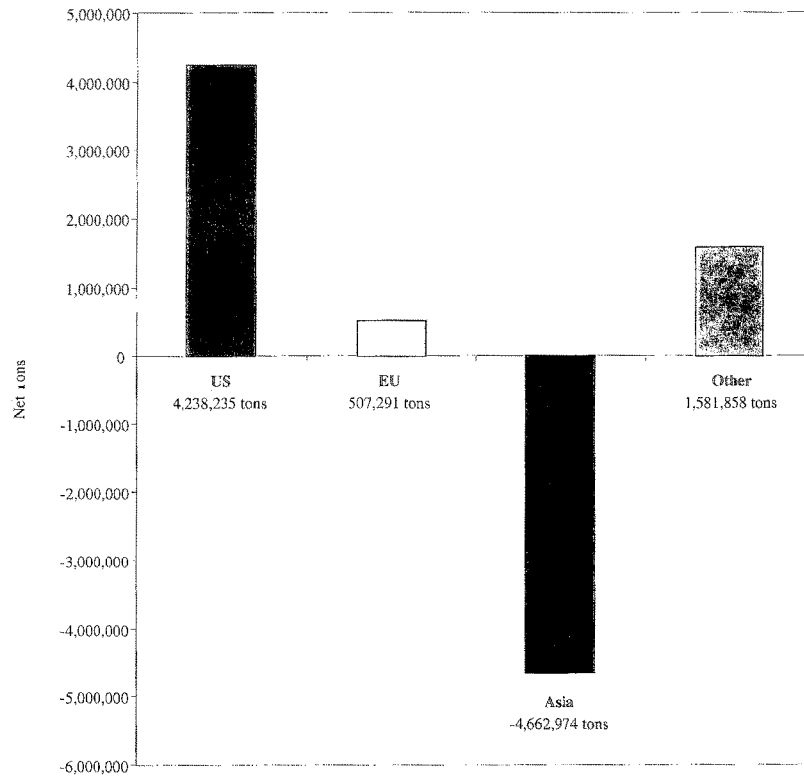 5,000,000
4,000,000
3,000,000
2,000,000
1,000,000
0
-1,000,000
-2,000,000
-3,000,000
-4,000,000
-5,000,000
-6,000,000
Net Tons
US
4,238,235 tons
EU
507,291 tons
Asia
-4,662,974 tons
Other
1,581,858 tons